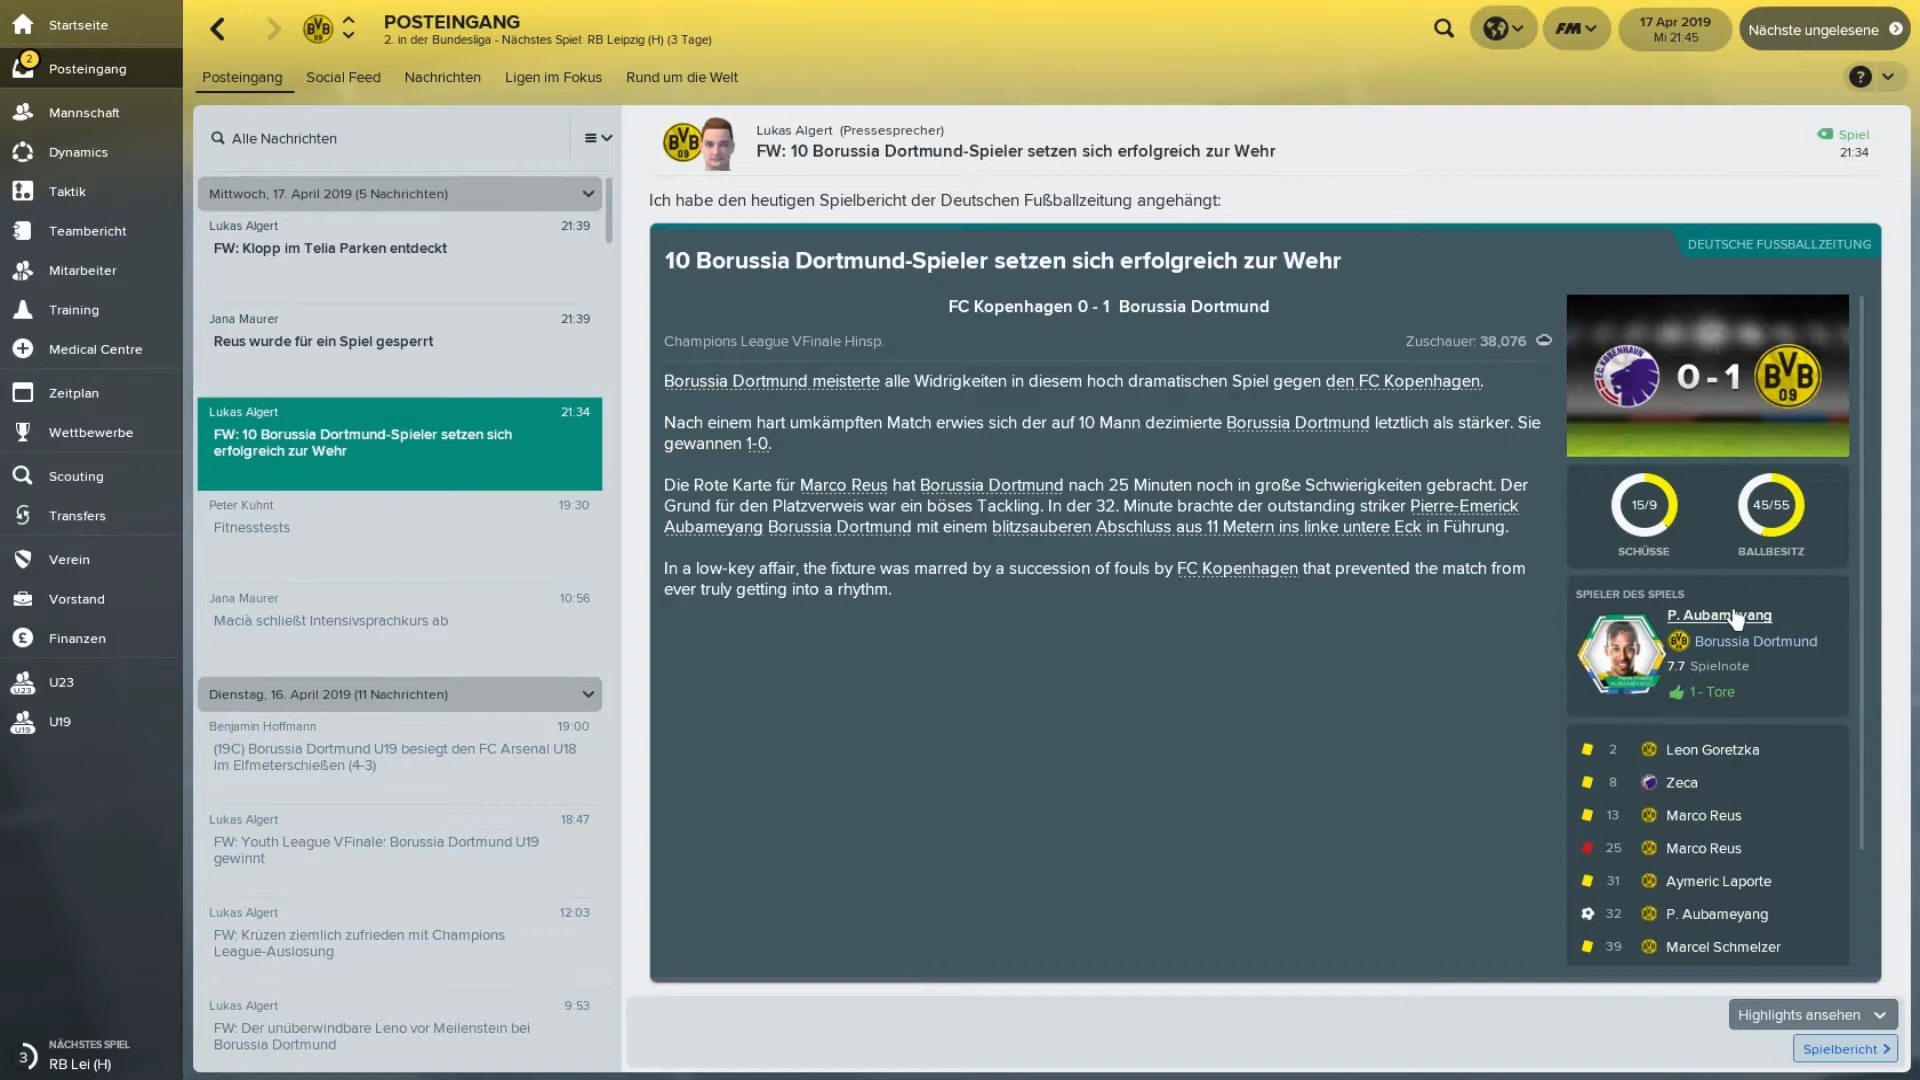 Startseite
2
Posteingang
Mannschaft
Dynamics
Taktik
Teambericht
Mitarbeiter
Training
Medical Centre
Zeitplan
Wettbewerbe
Scouting
Transfers
Verein
Vorstand
Finanzen
U23
U23
U19
U19
3
NÄCHSTES SPIEL
RB Lei (H)
BVB
09
POSTEINGANG
2. in der Bundesliga - Nächstes Spiel: RB Leipzig (H) (3 Tage)
FM
17 Apr 2019
Mi 21:45
Nächste ungelesene
Posteingang
Social Feed
Nachrichten
Ligen im Fokus
Rund um die Welt
?
Alle Nachrichten
Mittwoch, 17. April 2019 (5 Nachrichten)
Lukas Algert 21:39
FW: Klopp im Telia Parken entdeckt
Jana Maurer 21:39
Reus wurde für ein Spiel gesperrt
Lukas Algert 21:34
FW: 10 Borussia Dortmund-Spieler setzen sich
erfolgreich zur Wehr
Peter Kuhnt 19:30
Fitnesstests
Jana Maurer 10:56
Macià schließt Intensivsprachkurs ab
Dienstag, 16. April 2019 (11 Nachrichten)
Benjamin Hoffmann 19:00
(19C) Borussia Dortmund U19 besiegt den FC Arsenal U18
im Elfmeterschießen (4-3)
Lukas Algert 18:47
FW: Youth League VFinale: Borussia Dortmund U19
gewinnt
Lukas Algert 12:03
FW: Krüzen ziemlich zufrieden mit Champions
League-Auslosung
Lukas Algert 9:53
FW: Der unüberwindbare Leno vor Meilenstein bei
Borussia Dortmund
BVB
09
Lukas Algert (Pressesprecher)
FW: 10 Borussia Dortmund-Spieler setzen sich erfolgreich zur Wehr
Spiel
21:34
Ich habe den heutigen Spielbericht der Deutschen Fußballzeitung angehängt:
DEUTSCHE FUSSBALLZEITUNG
10 Borussia Dortmund-Spieler setzen sich erfolgreich zur Wehr
FC Kopenhagen 0 - 1 Borussia Dortmund
Champions League VFinale Hinsp.
Zuschauer: 38,076
Borussia Dortmund meisterte alle Widrigkeiten in diesem hoch dramatischen Spiel gegen den FC Kopenhagen.
Nach einem hart umkämpften Match erwies sich der auf 10 Mann dezimierte Borussia Dortmund letztlich als stärker. Sie
gewannen 1-0.
Die Rote Karte für Marco Reus hat Borussia Dortmund nach 25 Minuten noch in große Schwierigkeiten gebracht. Der
Grund für den Platzverweis war ein böses Tackling. In der 32. Minute brachte der outstanding striker Pierre-Emerick
Aubameyang Borussia Dortmund mit einem blitzsauberen Abschluss aus 11 Metern ins linke untere Eck in Führung.
In a low-key affair, the fixture was marred by a succession of fouls by FC Kopenhagen that prevented the match from
ever truly getting into a rhythm.
F.C. KØBENHAVN
0 - 1
BVB
09
15/9
SCHÜSSE
45/55
BALLBESITZ
SPIELER DES SPIELS
Borussia Dortmund
7.7 Spielnote
1 - Tore
2 Leon Goretzka
8 Zeca
13 Marco Reus
25 Marco Reus
31 Aymeric Laporte
32 P. Aubameyang
39 Marcel Schmelzer
Highlights ansehen
Spielbericht